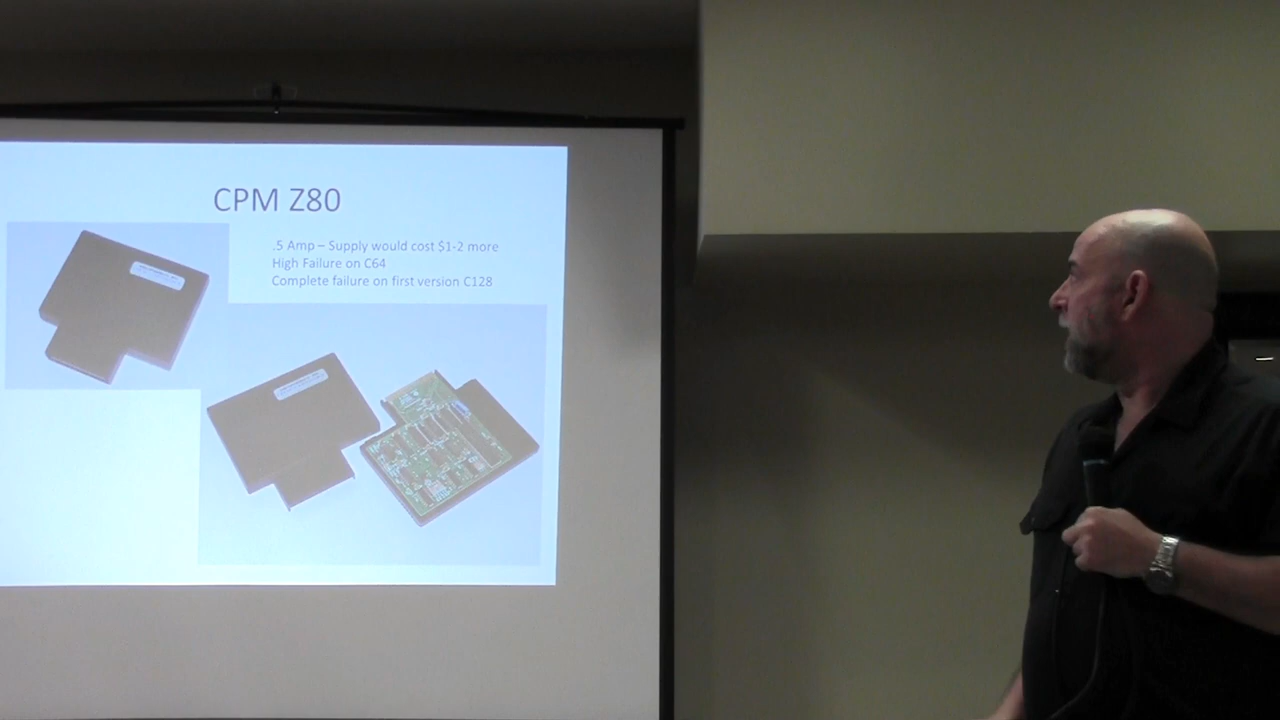 CPM Z80
.5 Amp – Supply would cost $1-2 more
High Failure on C64
Complete failure on first version C128